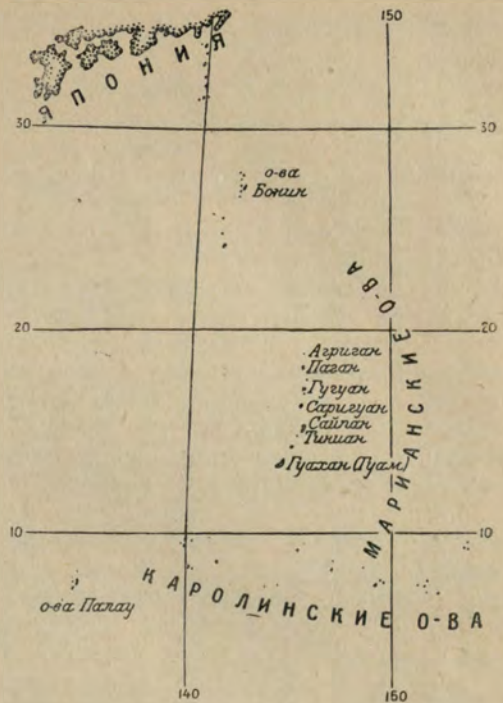 150
ЯПОНИЯ
30 30
о-ва
Бонин
МАРИАНСКИЕ О-ВА
20 20
Агриган
Паган
Гугуан
Саригуан
Сайпан
Тиниан
Гуахан (Гуам)
10 10
КАРОЛИНСКИЕ О-ВА
о-ва Палау
140 150